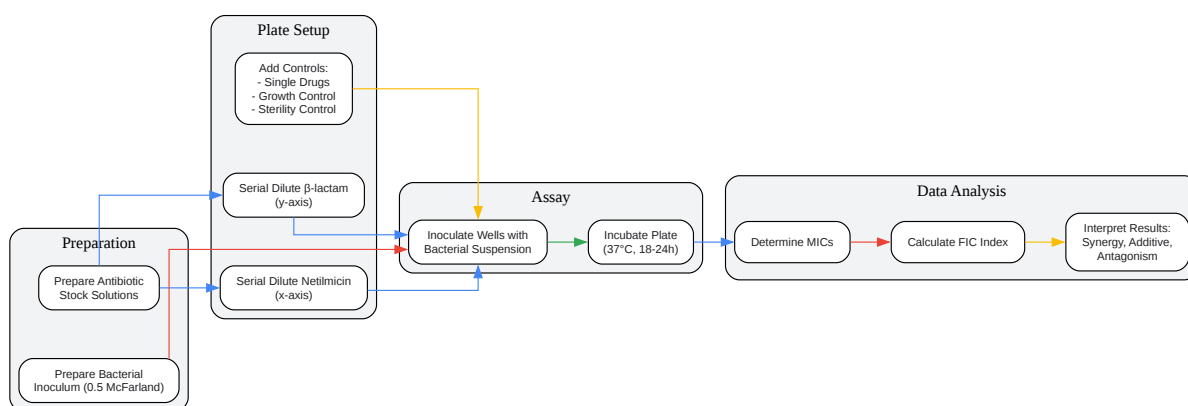 Preparation
Prepare Antibiotic
Stock Solutions
Prepare Bacterial
Inoculum (0.5 McFarland)
Plate Setup
Add Controls:
- Single Drugs
- Growth Control
- Sterility Control
Serial Dilute β-lactam
(y-axis)
Serial Dilute Netilmicin
(x-axis)
Assay
Inoculate Wells with
Bacterial Suspension
Incubate Plate
(37°C, 18-24h)
Data Analysis
Determine MICs
Calculate FIC Index
Interpret Results:
Synergy, Additive,
Antagonism